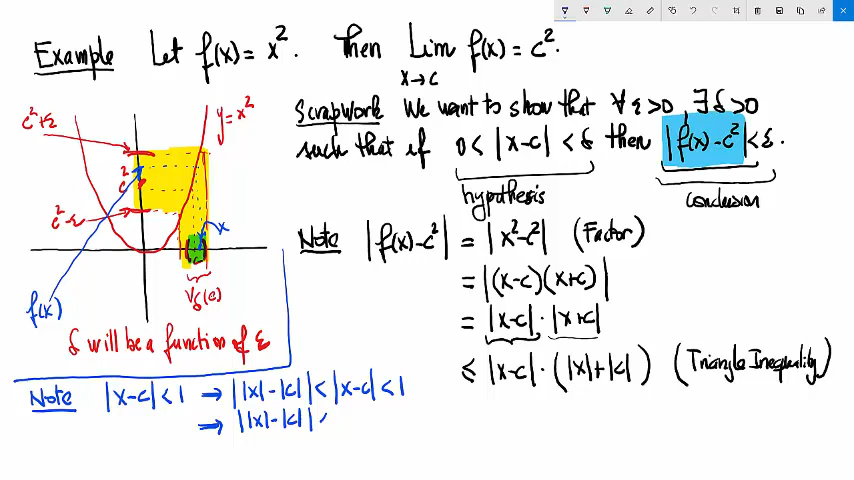 Example Let f(x) = x². Then Lim f(x) = c².
x→c
Scrapwork We want to show that ∀ ε>0, ∃ δ>0
such that if 0 < |x-c| < δ then |f(x)-c²| < ε.
hypothesis
conclusion
c²+ε
y=x²
c²
c²-ε
x
V_δ(c)
f(x)
δ will be a function of ε
Note |f(x)-c²| = |x²-c²| (Factor)
= |(x-c)(x+c)|
= |x-c| · |x+c|
≤ |x-c| · (|x|+|c|) (Triangle Inequality)
Note |x-c| < 1 → ||x|-|c|| < |x-c| < 1
→ ||x|-|c||